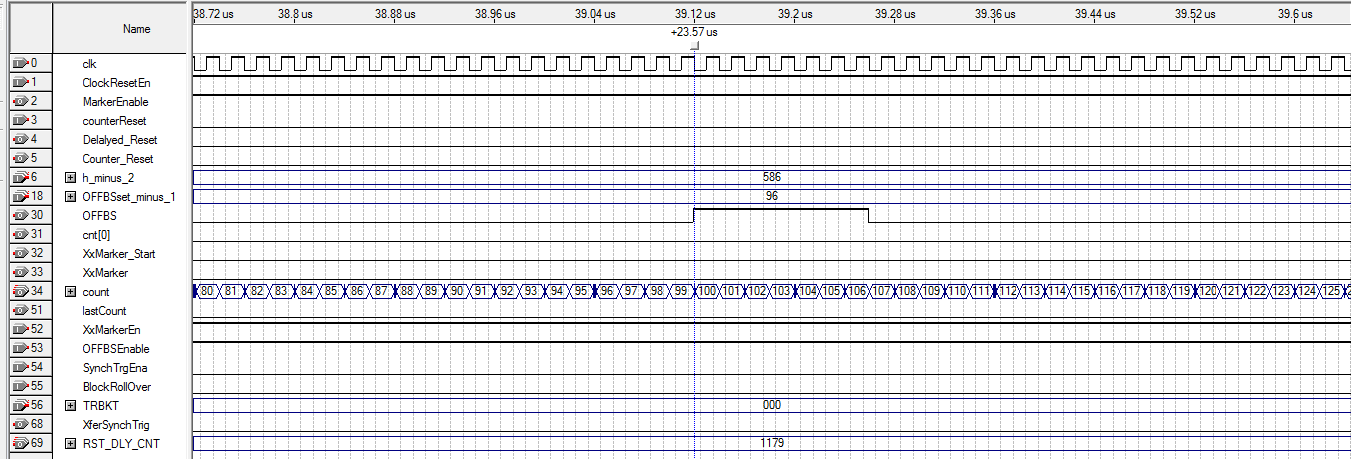 38.72 us 38.8 us 38.88 us 38.96 us 39.04 us 39.12 us 39.2 us 39.28 us 39.36 us 39.44 us 39.52 us 39.6 us
Name
+23.57 us
0 clk
1 ClockResetEn
2 MarkerEnable
3 counterReset
4 Delalyed_Reset
5 Counter_Reset
6 h_minus_2 586
18 OFFBSset_minus_1 96
30 OFFBS
31 cnt[0]
32 XxMarker_Start
33 XxMarker
34 count 80 81 82 83 84 85 86 87 88 89 90 91 92 93 94 95 96 97 98 99 100 101 102 103 104 105 106 107 108 109 110 111 112 113 114 115 116 117 118 119 120 121 122 123 124 125
51 lastCount
52 XxMarkerEn
53 OFFBSEnable
54 SynchTrgEna
55 BlockRollOver
56 TRBKT 000
68 XferSynchTrig
69 RST_DLY_CNT 1179